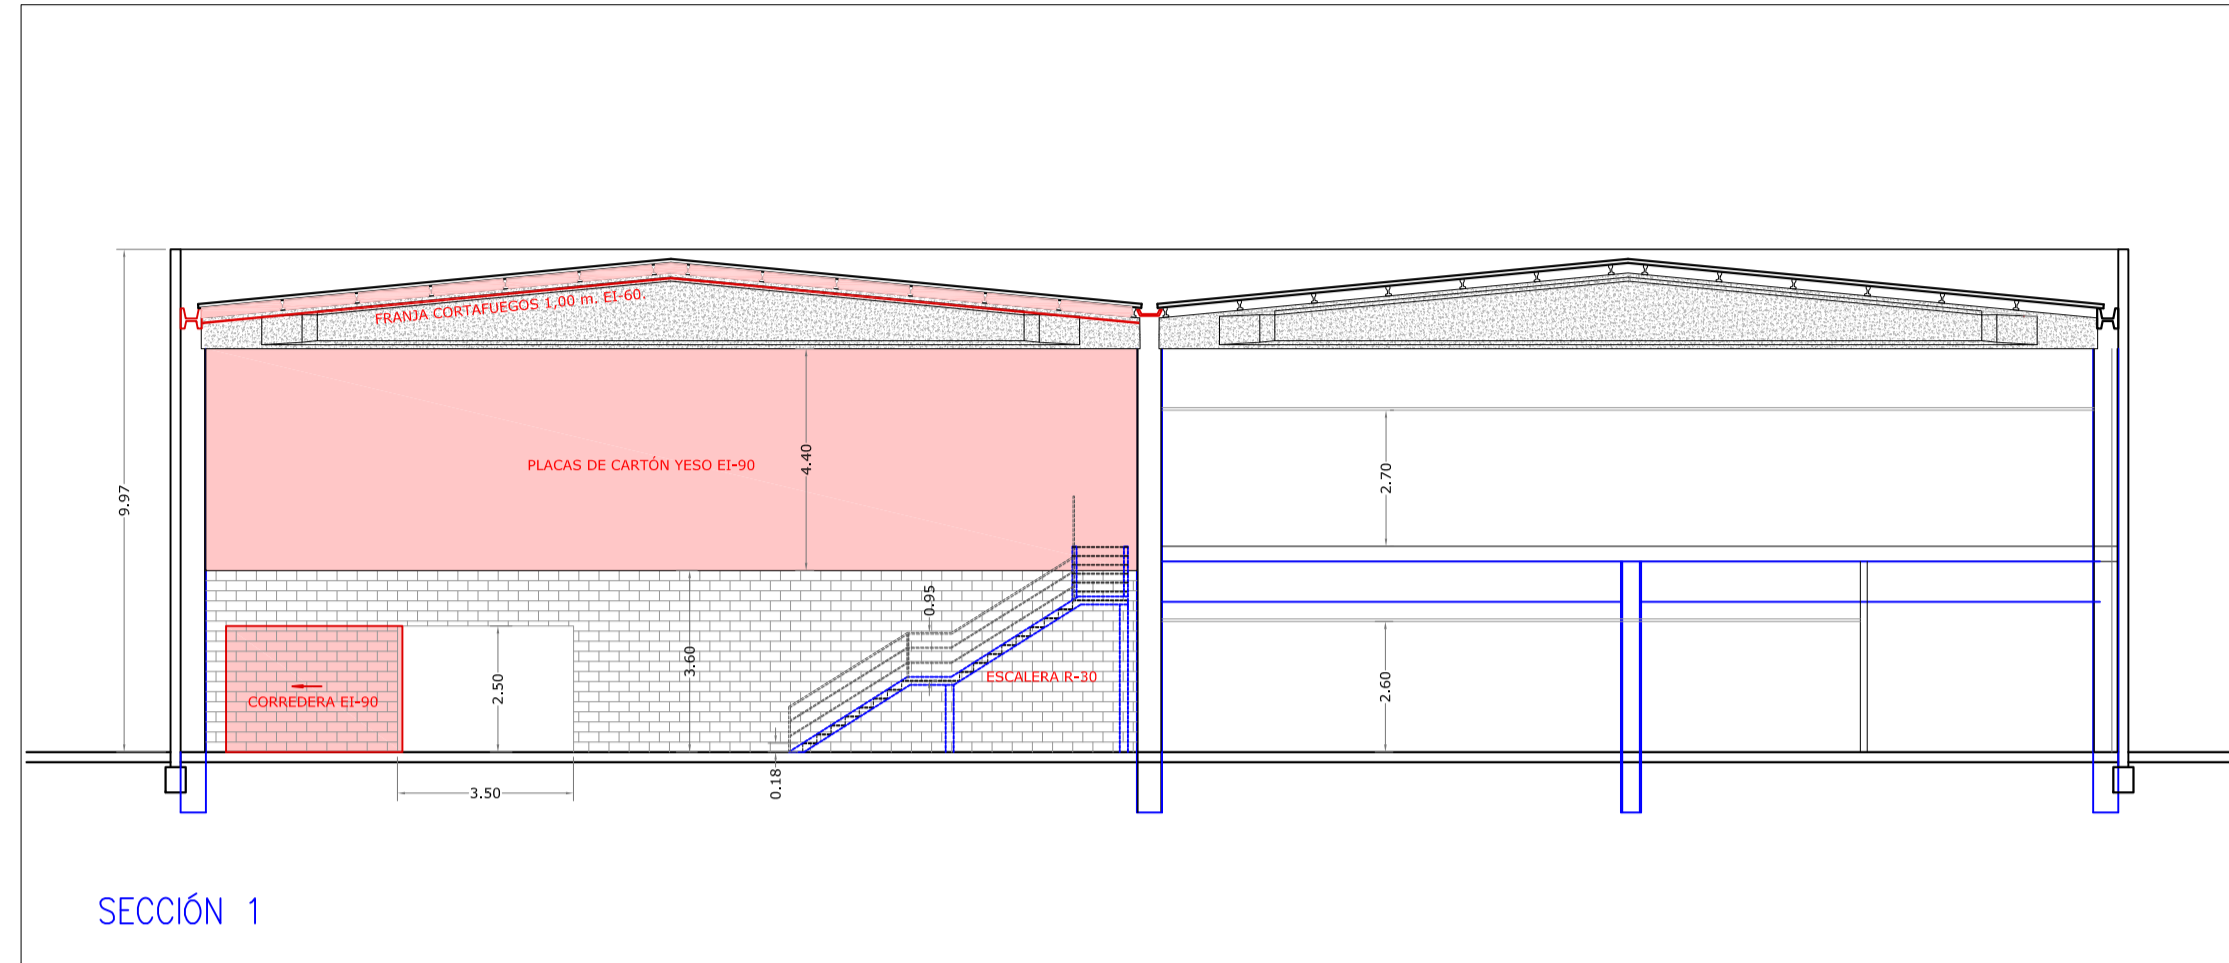 FRANJA CORTAFUEGOS 1,00 m. EI-60.
PLACAS DE CARTÓN YESO EI-90
4.40
2.70
9.97
0.95
3.60
ESCALERA R-30
2.50
CORREDERA EI-90
2.60
3.50
0.18
SECCIÓN 1